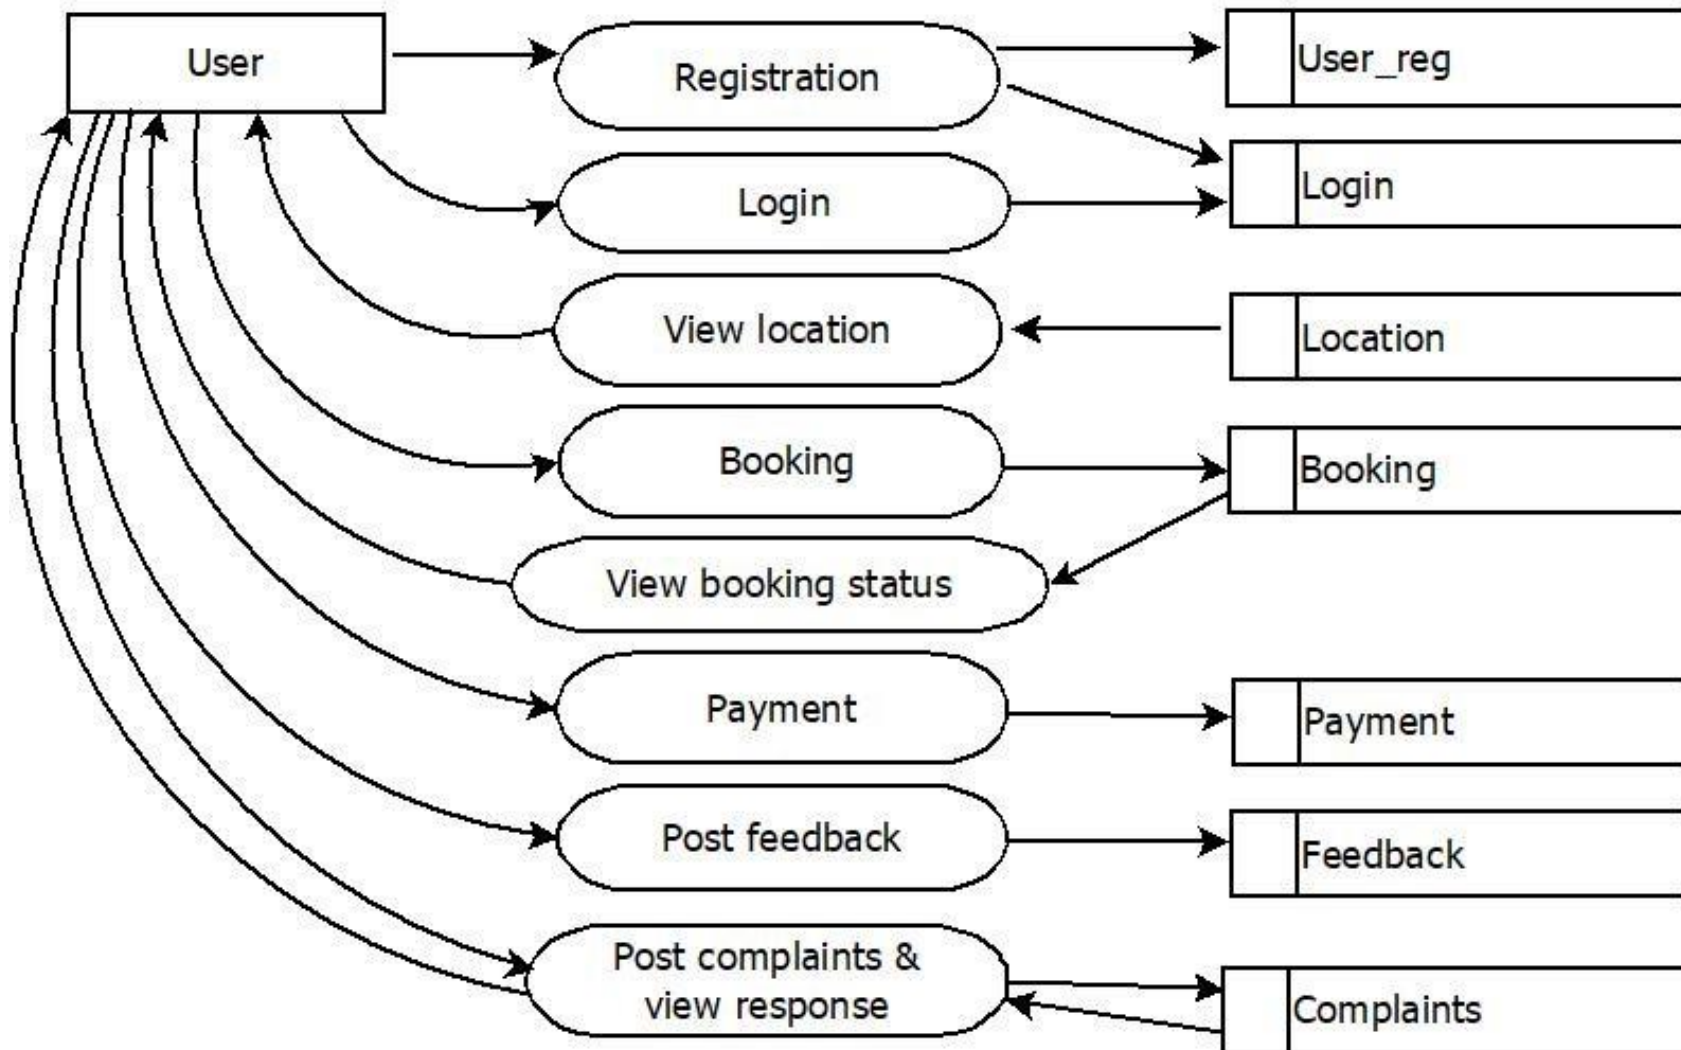 User
Registration
User_reg
Login
Login
View location
Location
Booking
Booking
View booking status
Payment
Payment
Post feedback
Feedback
Post complaints &
view response
Complaints